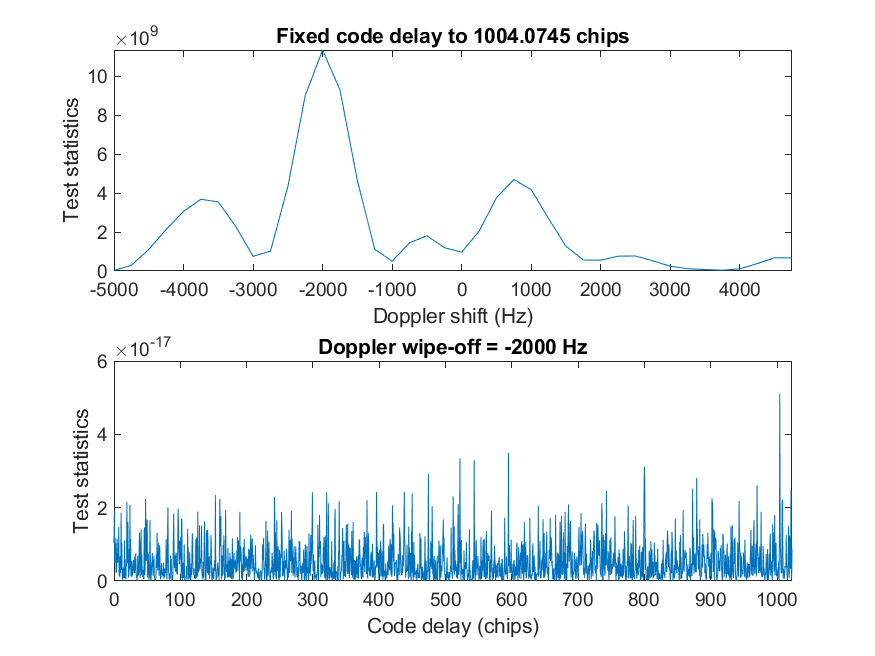 ×10^9
Fixed code delay to 1004.0745 chips
10
8
6
4
2
0
Test statistics
-5000 -4000 -3000 -2000 -1000 0 1000 2000 3000 4000
Doppler shift (Hz)
×10^-17
Doppler wipe-off = -2000 Hz
6
4
2
0
Test statistics
0 100 200 300 400 500 600 700 800 900 1000
Code delay (chips)